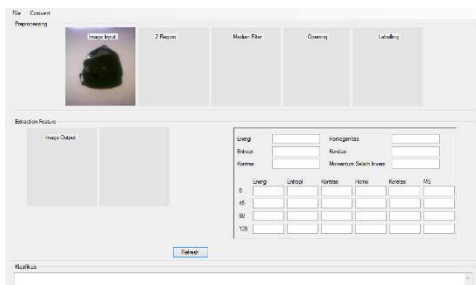 File Convert
Preprocessing
Image Input 2 Region Median Filter Opening Labelling
Extraction Feature
Image Output
Energi Homogenitas
Entropi Korelasi
Kontras Momentum Selisih Invers
Energi Entropi Kontras Homo Korelasi MS
0
45
90
135
Refresh
Klasifikasi